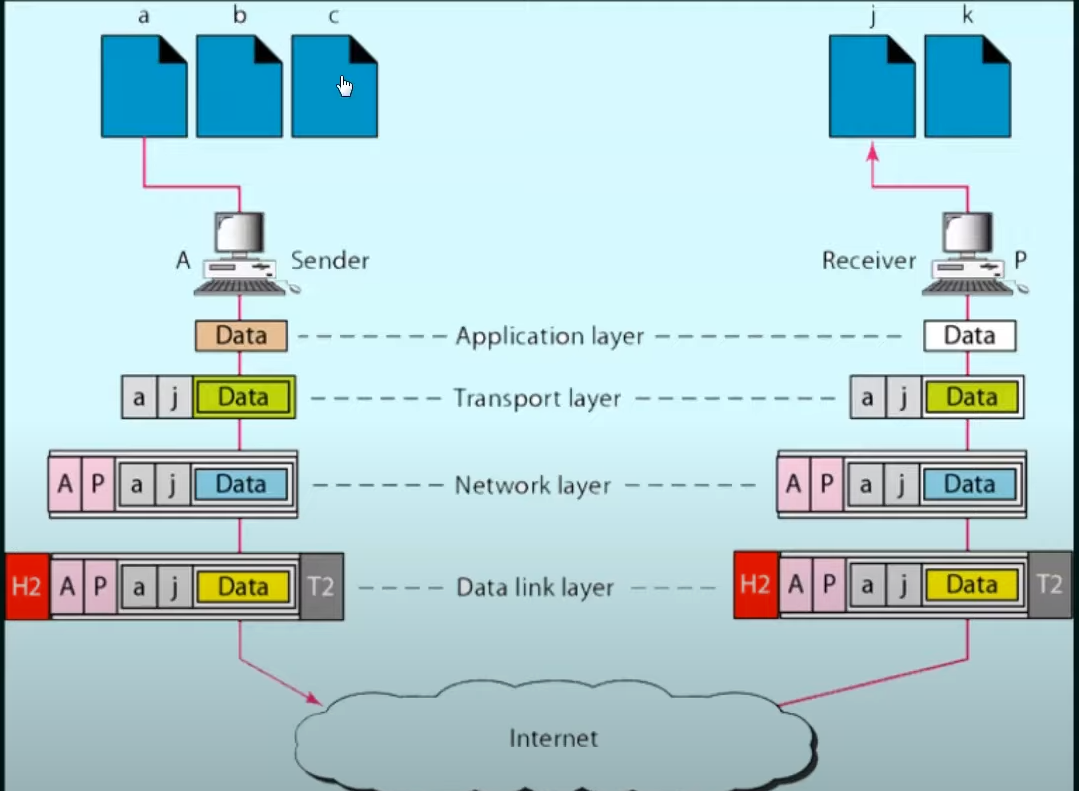 a b c j k
A Sender Receiver P
Data Application layer Data
a j Data Transport layer a j Data
A P a j Data Network layer A P a j Data
H2 A P a j Data T2 Data link layer H2 A P a j Data T2
Internet